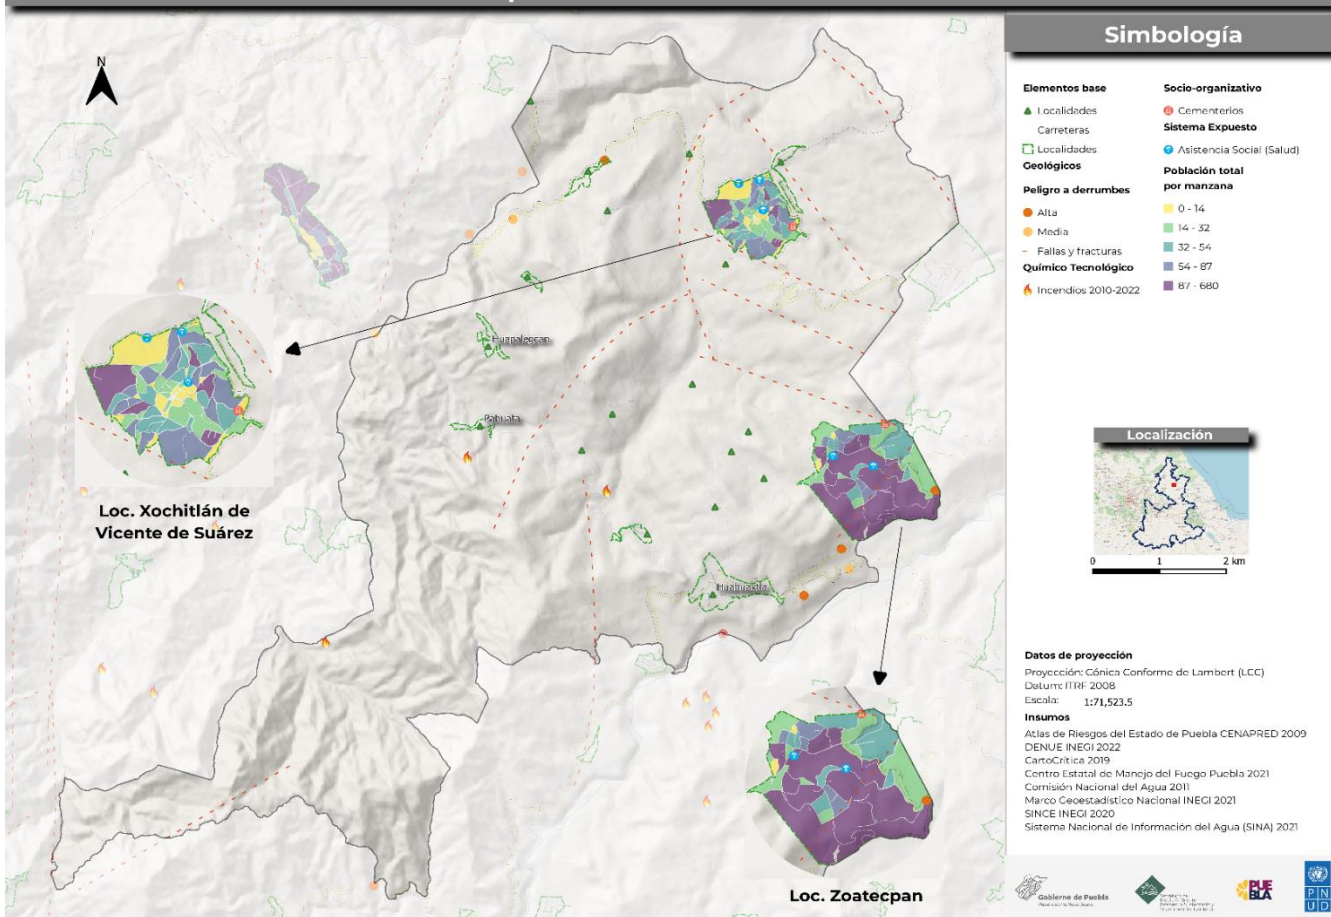 Simbología
N
Elementos base
Localidades
Carreteras
Localidades
Geológicos
Peligro a derrumbes
Alta
Media
Fallas y fracturas
Químico Tecnológico
Incendios 2010-2022
Socio-organizativo
Cementerios
Sistema Expuesto
Asistencia Social (Salud)
Población total
por manzana
0 - 14
14 - 32
32 - 54
54 - 87
87 - 680
Huapalegcan
Pahuata
Huahuaxtla
Loc. Xochitlán de
Vicente de Suárez
Loc. Zoatecpan
Localización
0 1 2 km
Datos de proyección
Proyección: Cónica Conforme de Lambert (LCC)
Datum: ITRF 2008
Escala: 1:71,523.5
Insumos
Atlas de Riesgos del Estado de Puebla CENAPRED 2009
DENUE INEGI 2022
CartoCrítica 2019
Centro Estatal de Manejo del Fuego Puebla 2021
Comisión Nacional del Agua 2011
Marco Geoestadístico Nacional INEGI 2021
SINCE INEGI 2020
Sistema Nacional de Información del Agua (SINA) 2021
Gobierno de Puebla
PUE
BLA
P N
U D